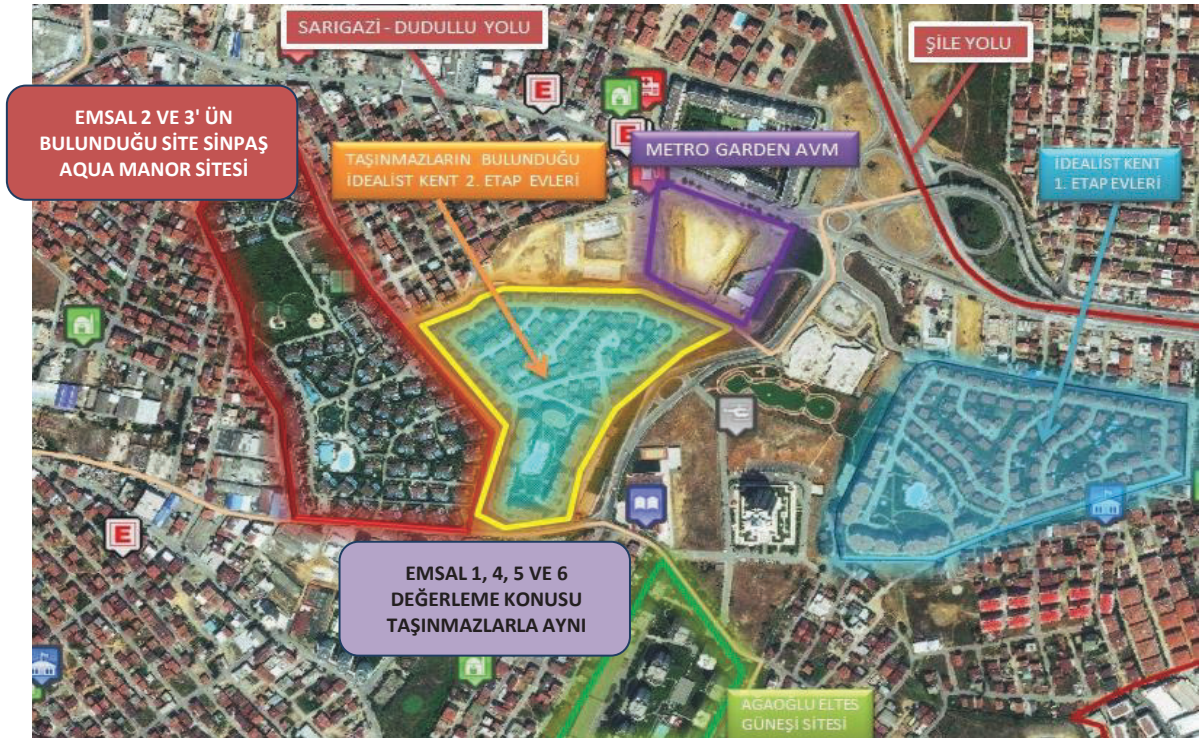 SARIGAZİ - DUDULLU YOLU
ŞİLE YOLU
EMSAL 2 VE 3' ÜN
BULUNDUĞU SİTE SİNPAŞ
AQUA MANOR SİTESİ
E
TAŞINMAZLARIN BULUNDUĞU
İDEALİST KENT 2. ETAP EVLERİ
E
METRO GARDEN AVM
İDEALİST KENT
1. ETAP EVLERİ
E
EMSAL 1, 4, 5 VE 6
DEĞERLEME KONUSU
TAŞINMAZLARLA AYNI
AĞAOĞLU ELTES
GÜNEŞİ SİTESİ